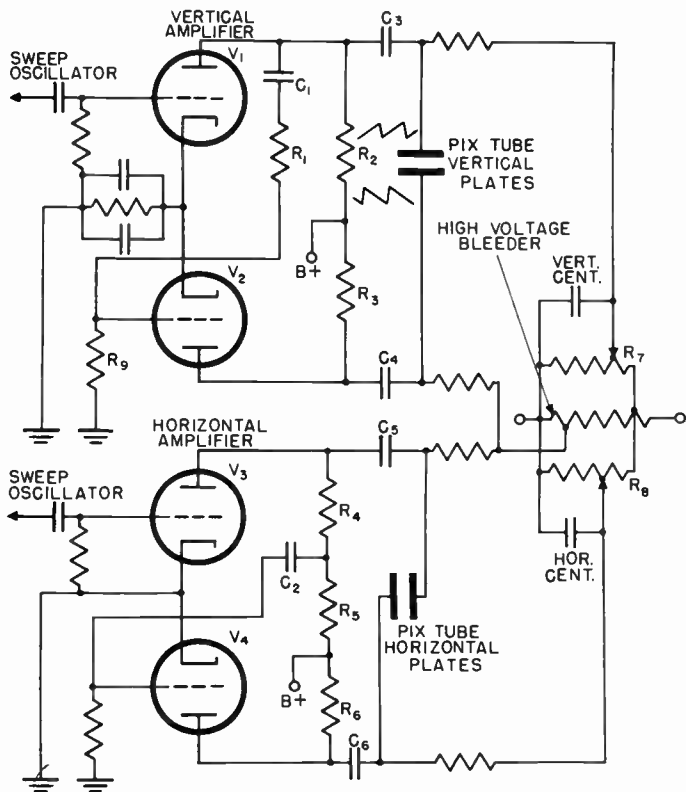 VERTICAL
AMPLIFIER
SWEEP
OSCILLATOR
V1
C1
R1
R2
C3
PIX TUBE
VERTICAL
PLATES
HIGH VOLTAGE
BLEEDER
B+
VERT.
CENT.
V2
R3
R9
C4
R7
HORIZONTAL
AMPLIFIER
C5
SWEEP
OSCILLATOR
V3
R4
R8
C2
HOR.
CENT.
R5
V4
PIX TUBE
HORIZONTAL
PLATES
B+
R6
C6